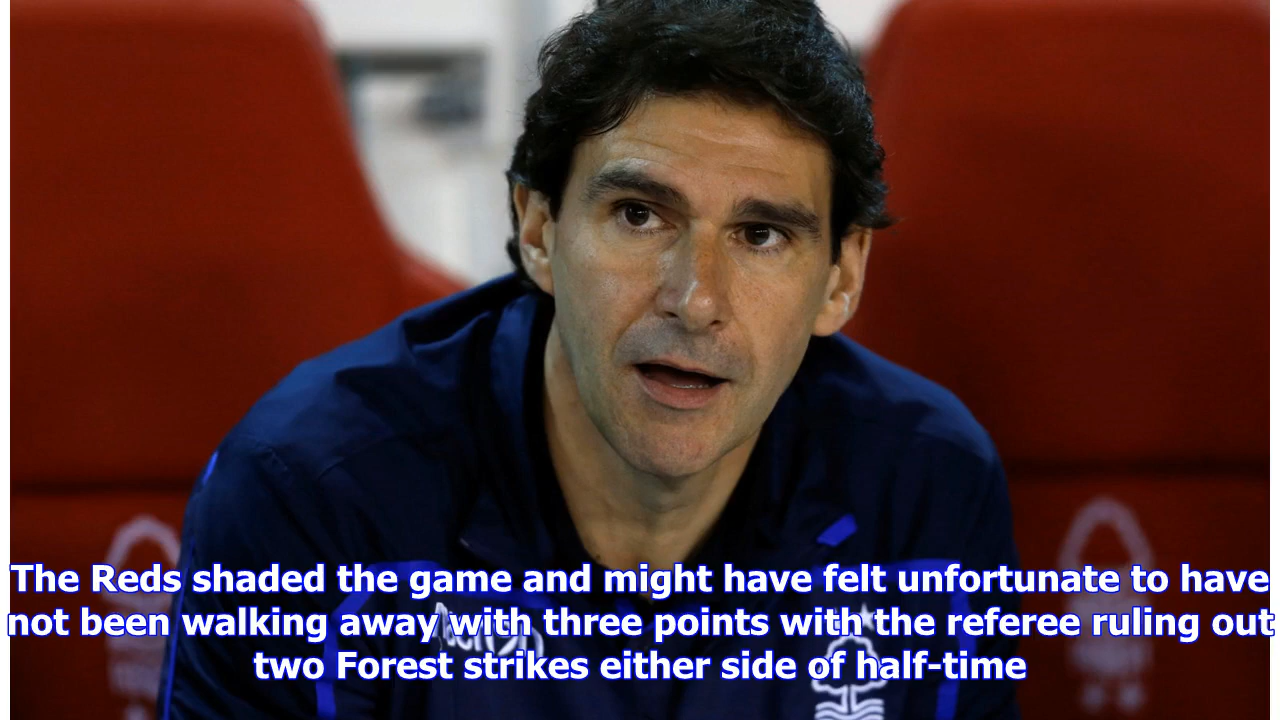 The Reds shaded the game and might have felt unfortunate to have
not been walking away with three points with the referee ruling out
two Forest strikes either side of half-time